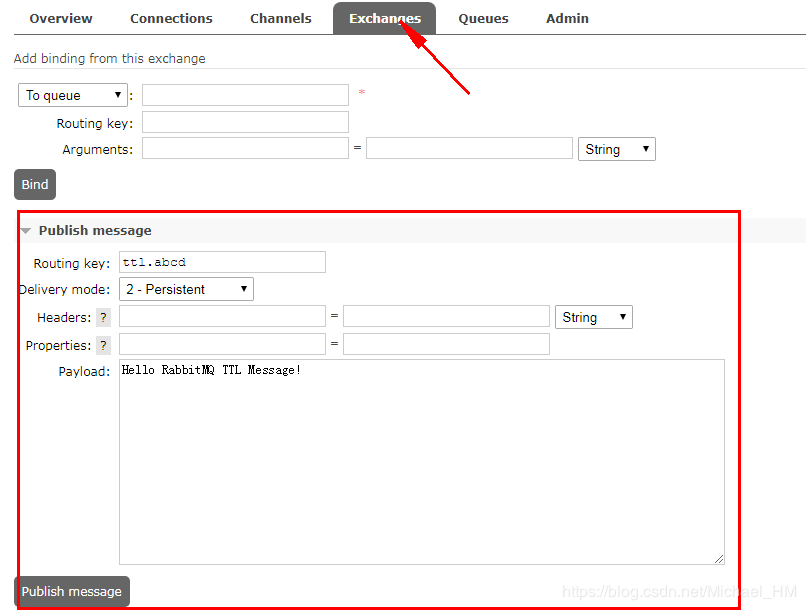 Overview Connections Channels Exchanges Queues Admin
Add binding from this exchange
To queue ▼ : *
Routing key:
Arguments: = String ▼
Bind
Publish message
Routing key: ttl.abcd
Delivery mode: 2 - Persistent ▼
Headers: ? = String ▼
Properties: ? =
Payload: Hello RabbitMQ TTL Message!
Publish message
https://blog.csdn.net/Michael_HM